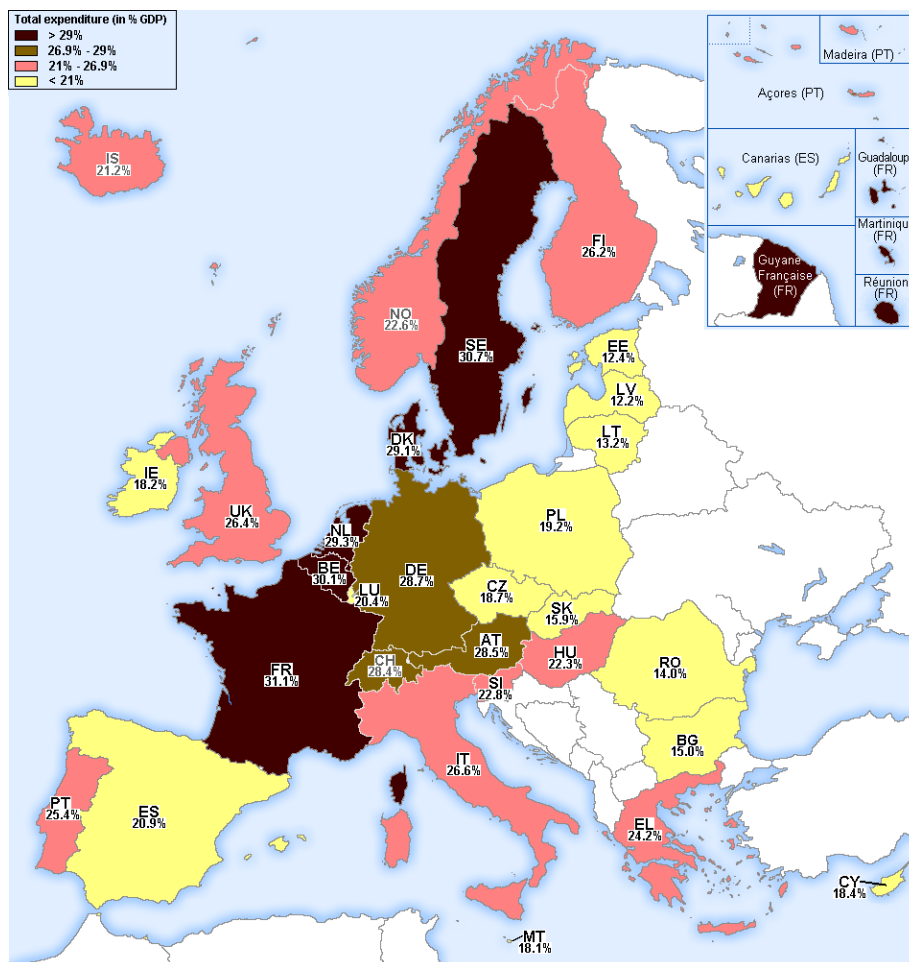 Total expenditure (in % GDP)
> 29%
26.9% - 29%
21% - 26.9%
< 21%
Madeira (PT)
Açores (PT)
Canarias (ES)
Guadaloup
(FR)
Martiniqu
(FR)
Guyane
Française
(FR)
Réunion
(FR)
IS
21.2%
FI
26.2%
NO
22.6%
SE
30.7%
EE
12.4%
LV
12.2%
LT
13.2%
DK
29.1%
IE
18.2%
UK
26.4%
NL
29.3%
BE
30.1%
LU
20.4%
DE
28.7%
PL
19.2%
CZ
18.7%
SK
15.9%
AT
28.5%
CH
28.4%
HU
22.3%
SI
22.8%
RO
14.0%
FR
31.1%
BG
15.0%
IT
26.6%
PT
25.4%
ES
20.9%
EL
24.2%
CY
18.4%
MT
18.1%